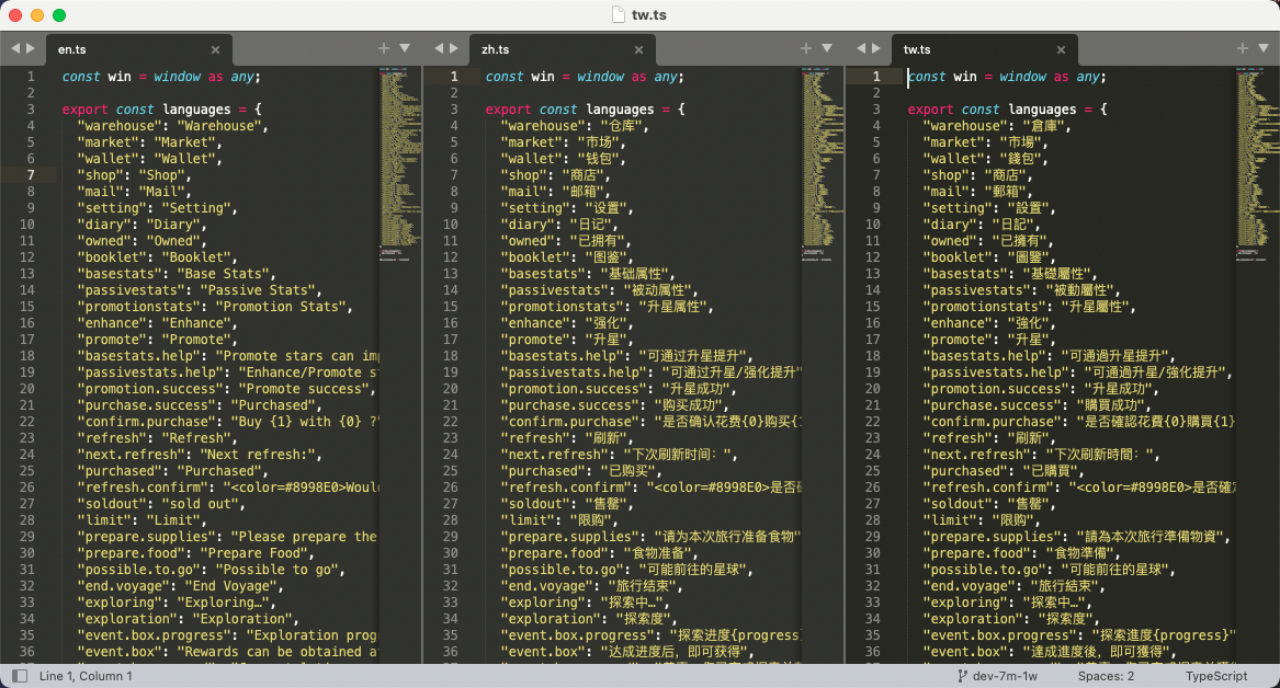 tw.ts
en.ts
1 const win = window as any;
2
3 export const languages = {
4 "warehouse": "Warehouse",
5 "market": "Market",
6 "wallet": "Wallet",
7 "shop": "Shop",
8 "mail": "Mail",
9 "setting": "Setting",
10 "diary": "Diary",
11 "owned": "Owned",
12 "booklet": "Booklet",
13 "basestats": "Base Stats",
14 "passivestats": "Passive Stats",
15 "promotionstats": "Promotion Stats",
16 "enhance": "Enhance",
17 "promote": "Promote",
18 "basestats.help": "Promote stars can im
19 "passivestats.help": "Enhance/Promote s
20 "promotion.success": "Promote success",
21 "purchase.success": "Purchased",
22 "confirm.purchase": "Buy {1} with {0} ?"
23 "refresh": "Refresh",
24 "next.refresh": "Next refresh:",
25 "purchased": "Purchased",
26 "refresh.confirm": "<color=#8998E0>Woul
27 "soldout": "sold out",
28 "limit": "Limit",
29 "prepare.supplies": "Please prepare the
30 "prepare.food": "Prepare Food",
31 "possible.to.go": "Possible to go",
32 "end.voyage": "End Voyage",
33 "exploring": "Exploring…",
34 "exploration": "Exploration",
35 "event.box.progress": "Exploration prog
36 "event.box": "Rewards can be obtained a
zh.ts
1 const win = window as any;
2
3 export const languages = {
4 "warehouse": "仓库",
5 "market": "市场",
6 "wallet": "钱包",
7 "shop": "商店",
8 "mail": "邮箱",
9 "setting": "设置",
10 "diary": "日记",
11 "owned": "已拥有",
12 "booklet": "图鉴",
13 "basestats": "基础属性",
14 "passivestats": "被动属性",
15 "promotionstats": "升星属性",
16 "enhance": "强化",
17 "promote": "升星",
18 "basestats.help": "可通过升星提升",
19 "passivestats.help": "可通过升星/强化提升"
20 "promotion.success": "升星成功",
21 "purchase.success": "购买成功",
22 "confirm.purchase": "是否确认花费{0}购买{1
23 "refresh": "刷新",
24 "next.refresh": "下次刷新时间：",
25 "purchased": "已购买",
26 "refresh.confirm": "<color=#8998E0>是否
27 "soldout": "售罄",
28 "limit": "限购",
29 "prepare.supplies": "请为本次旅行准备食物"
30 "prepare.food": "食物准备",
31 "possible.to.go": "可能前往的星球",
32 "end.voyage": "旅行结束",
33 "exploring": "探索中…",
34 "exploration": "探索度",
35 "event.box.progress": "探索进度{progress}
36 "event.box": "达成进度后，即可获得",
tw.ts
1 const win = window as any;
2
3 export const languages = {
4 "warehouse": "倉庫",
5 "market": "市場",
6 "wallet": "錢包",
7 "shop": "商店",
8 "mail": "郵箱",
9 "setting": "設置",
10 "diary": "日記",
11 "owned": "已擁有",
12 "booklet": "圖鑒",
13 "basestats": "基礎屬性",
14 "passivestats": "被動屬性",
15 "promotionstats": "升星屬性",
16 "enhance": "強化",
17 "promote": "升星",
18 "basestats.help": "可通過升星提升",
19 "passivestats.help": "可通過升星/強化提升",
20 "promotion.success": "升星成功",
21 "purchase.success": "購買成功",
22 "confirm.purchase": "是否確認花費{0}購買{1}
23 "refresh": "刷新",
24 "next.refresh": "下次刷新時間：",
25 "purchased": "已購買",
26 "refresh.confirm": "<color=#8998E0>是否確定
27 "soldout": "售罄",
28 "limit": "限购",
29 "prepare.supplies": "請為本次旅行準備物資",
30 "prepare.food": "食物準備",
31 "possible.to.go": "可能前往的星球",
32 "end.voyage": "旅行結束",
33 "exploring": "探索中…",
34 "exploration": "探索度",
35 "event.box.progress": "探索進度{progress}"
36 "event.box": "達成進度後，即可獲得",
Line 1, Column 1
dev-7m-1w
Spaces: 2
TypeScript